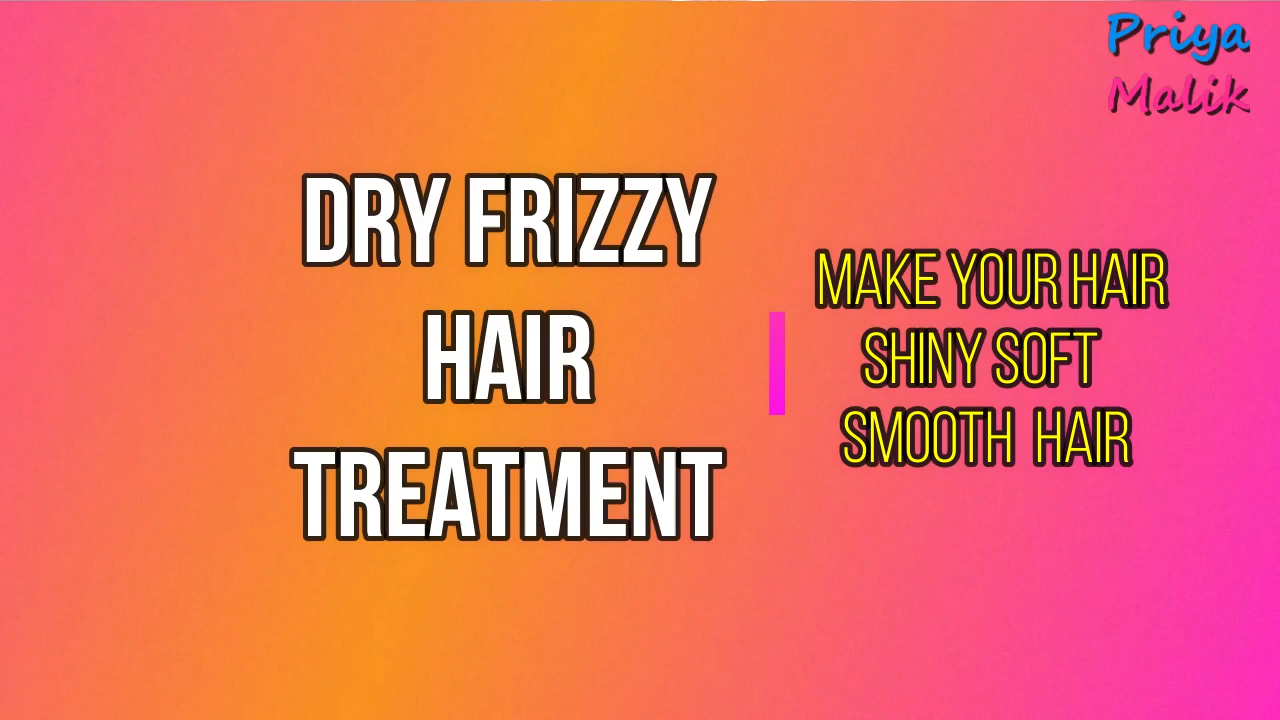 Priya
Malik
DRY FRIZZY
HAIR
TREATMENT
MAKE YOUR HAIR
SHINY SOFT
SMOOTH HAIR